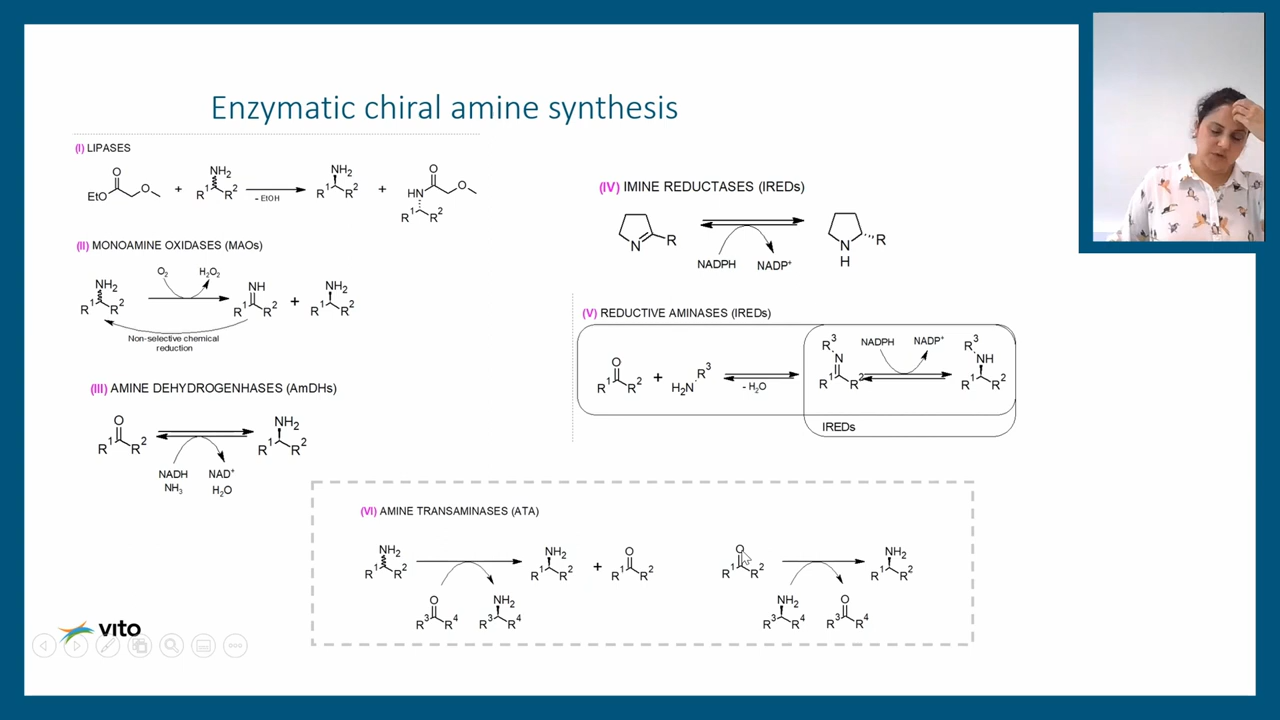 Enzymatic chiral amine synthesis
(I) LIPASES
O
EtO
O
+
NH2
R1 R2
- EtOH
NH2
R1 R2
+
O
HN
O
R1 R2
(II) MONOAMINE OXIDASES (MAOs)
NH2
R1 R2
O2
H2O2
NH
R1 R2
+
NH2
R1 R2
Non-selective chemical
reduction
(III) AMINE DEHYDROGENHASES (AmDHs)
O
R1 R2
NH2
R1 R2
NADH
NH3
NAD+
H2O
(IV) IMINE REDUCTASES (IREDs)
N
R
NADPH
NADP+
N
H
R
(V) REDUCTIVE AMINASES (IREDs)
O
R1 R2
+
H2N
R3
- H2O
R3
N
R1 R2
NADPH
NADP+
R3
NH
R1 R2
IREDs
(VI) AMINE TRANSAMINASES (ATA)
NH2
R1 R2
O
R3 R4
NH2
R3 R4
NH2
R1 R2
+
O
R1 R2
O
R1 R2
NH2
R3 R4
O
R3 R4
NH2
R1 R2
vito